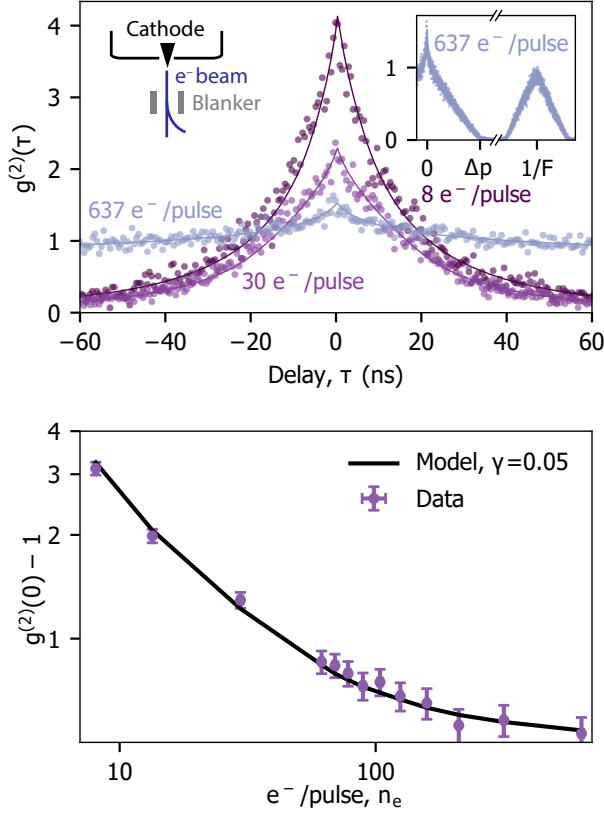 Cathode
e⁻ beam
Blanker
637 e⁻/pulse
1
0
0 Δp 1/F
8 e⁻/pulse
637 e⁻/pulse
30 e⁻/pulse
g⁽²⁾(τ)
4
3
2
1
0
−60 −40 −20 0 20 40 60
Delay, τ (ns)
Model, γ=0.05
Data
g⁽²⁾(0) − 1
4
3
2
1
10 100
e⁻/pulse, nₑ